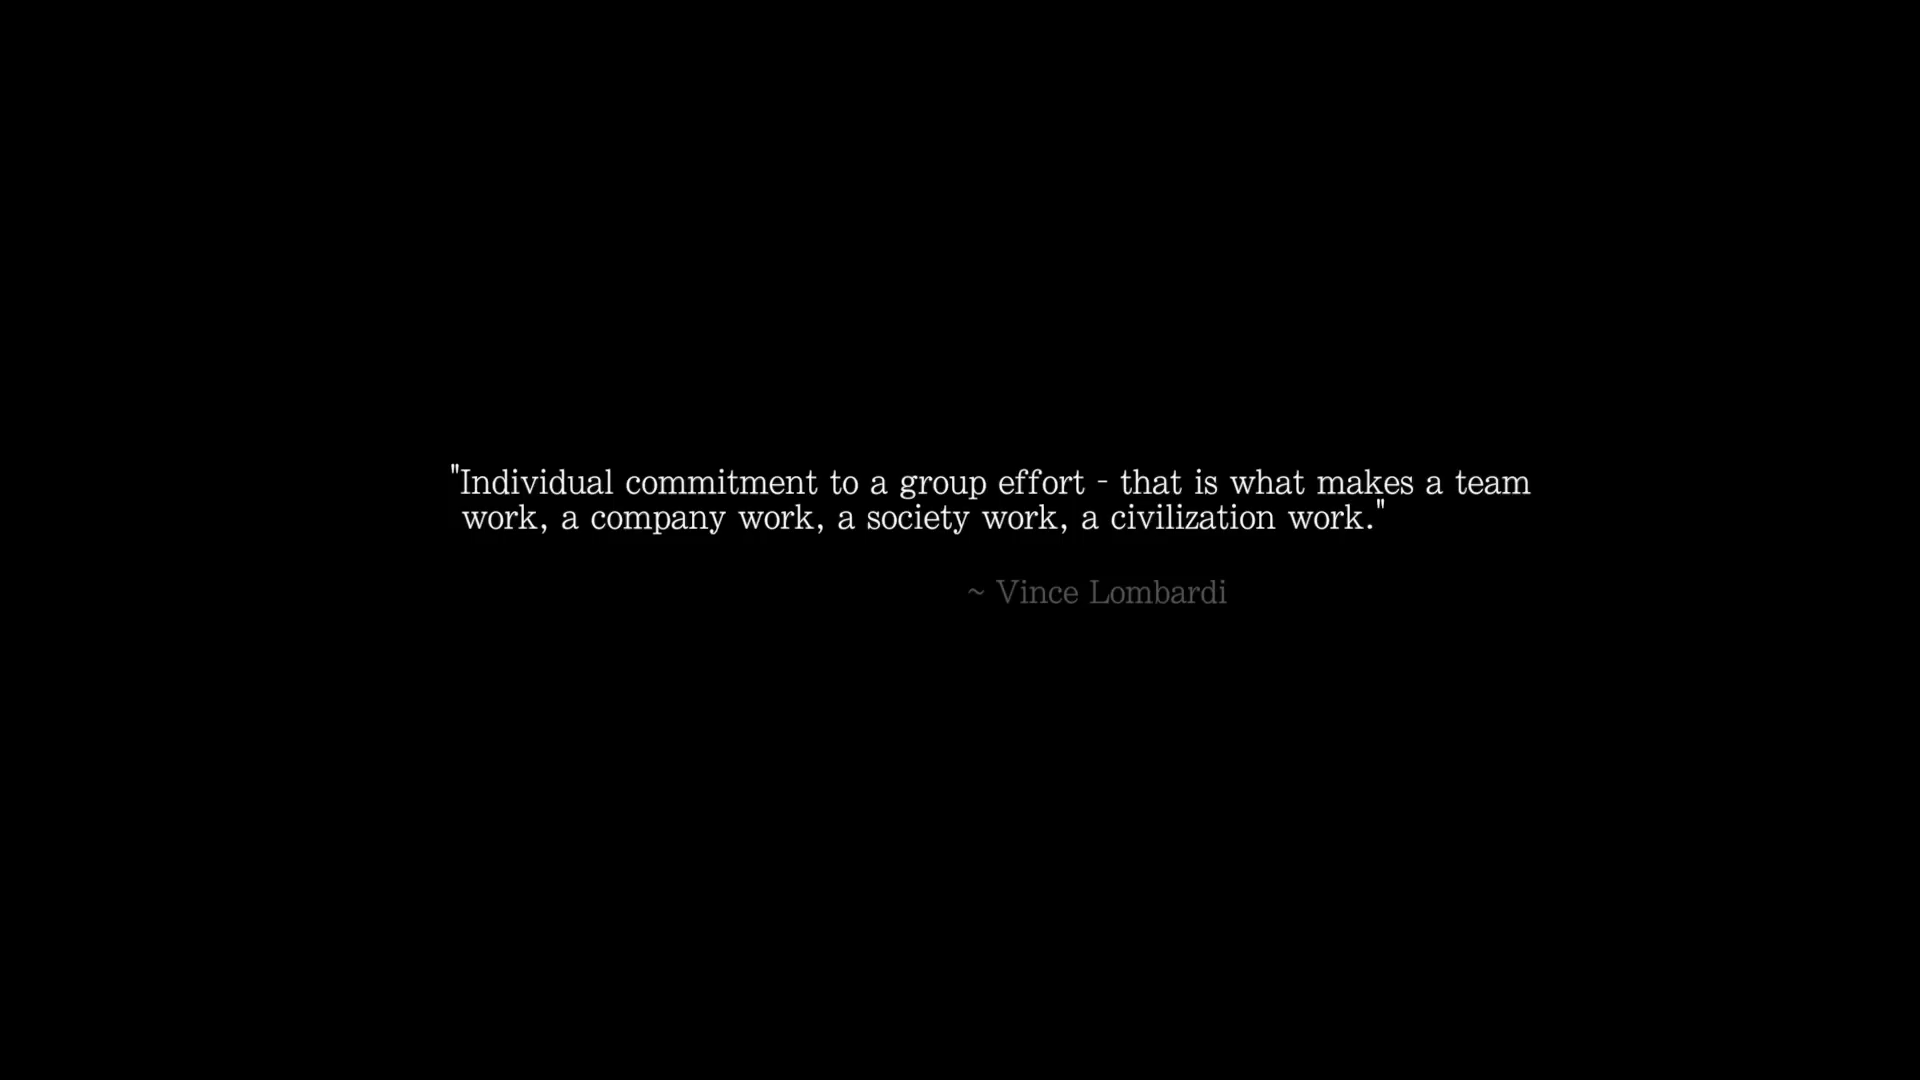 "Individual commitment to a group effort - that is what makes a team
work, a company work, a society work, a civilization work."
~ Vince Lombardi